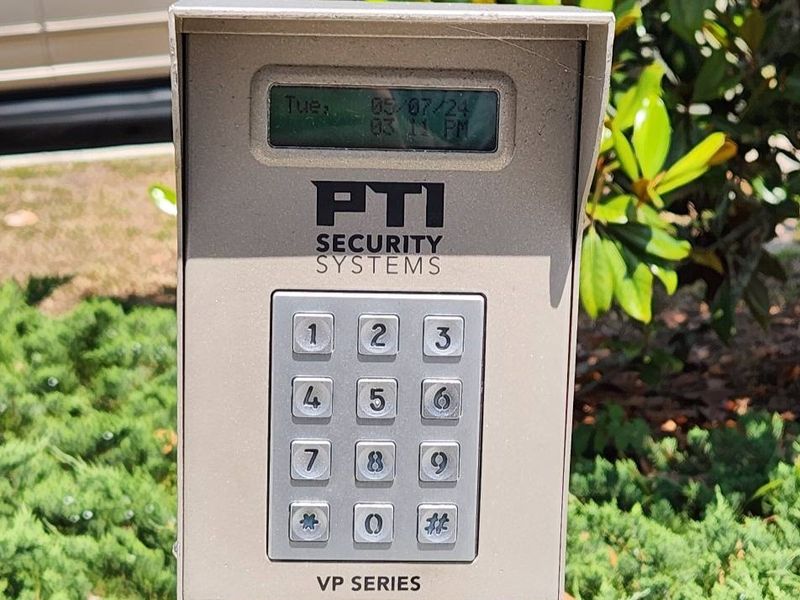 Tue, 05/07/24
03 11 PM
PTI
SECURITY
SYSTEMS
1 2 3
4 5 6
7 8 9
* 0 #
VP SERIES